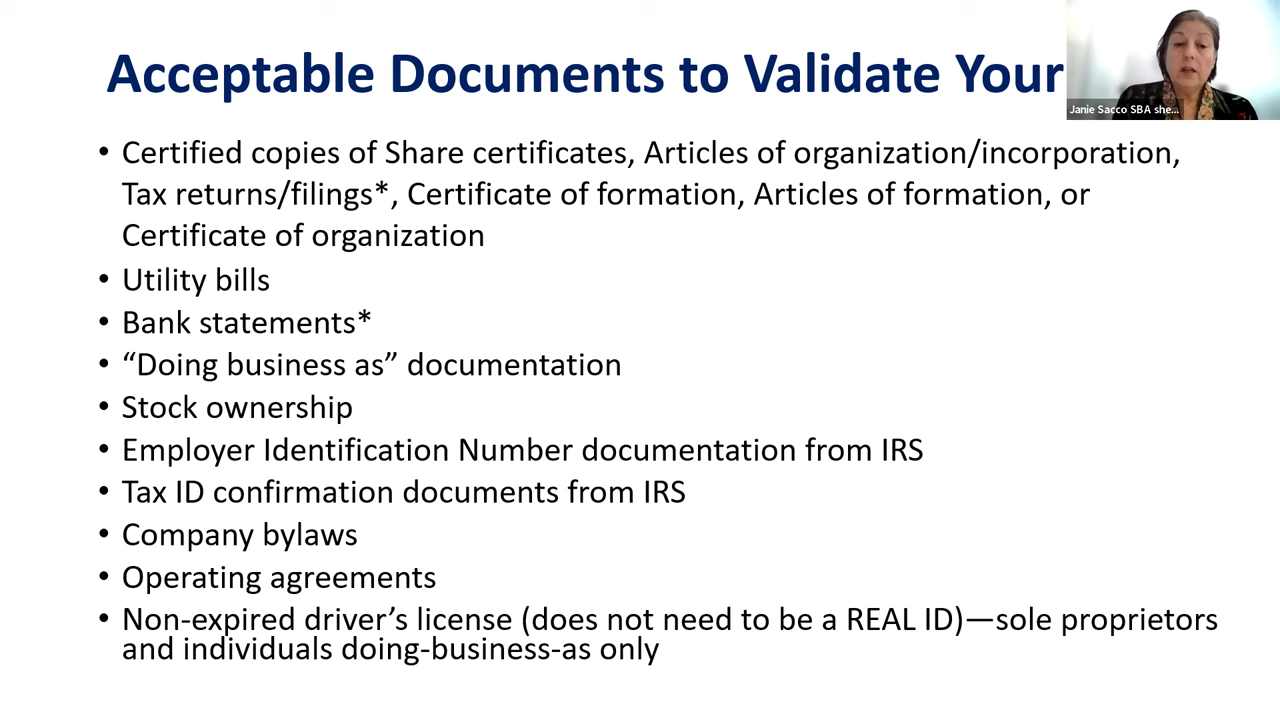 Acceptable Documents to Validate Your
Janie Sacco SBA she...
• Certified copies of Share certificates, Articles of organization/incorporation,
Tax returns/filings*, Certificate of formation, Articles of formation, or
Certificate of organization
• Utility bills
• Bank statements*
• “Doing business as” documentation
• Stock ownership
• Employer Identification Number documentation from IRS
• Tax ID confirmation documents from IRS
• Company bylaws
• Operating agreements
• Non-expired driver’s license (does not need to be a REAL ID)—sole proprietors
and individuals doing-business-as only